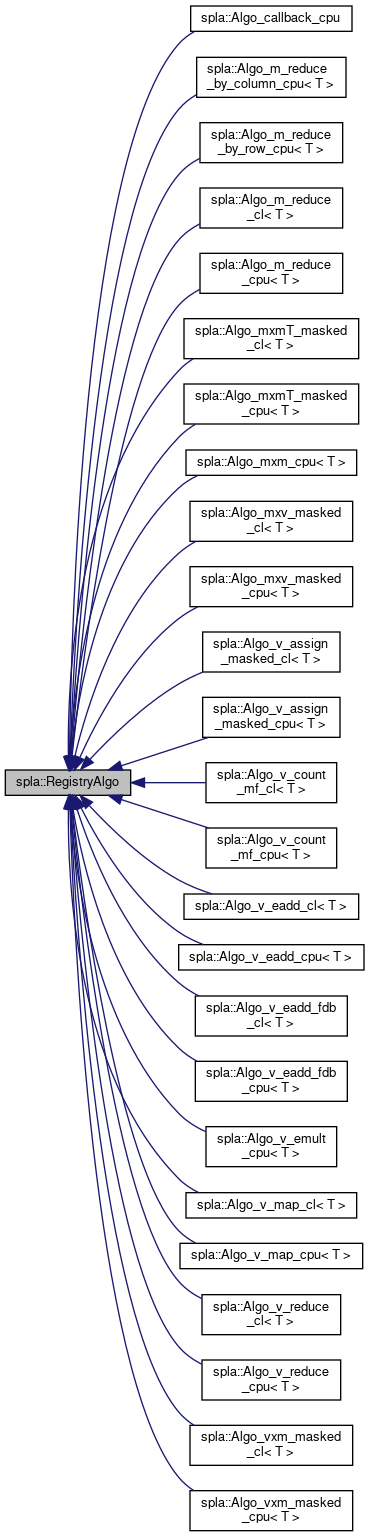 spla::Algo_callback_cpu
spla::Algo_m_reduce
_by_column_cpu< T >
spla::Algo_m_reduce
_by_row_cpu< T >
spla::Algo_m_reduce
_cl< T >
spla::Algo_m_reduce
_cpu< T >
spla::Algo_mxmT_masked
_cl< T >
spla::Algo_mxmT_masked
_cpu< T >
spla::Algo_mxm_cpu< T >
spla::Algo_mxv_masked
_cl< T >
spla::Algo_mxv_masked
_cpu< T >
spla::Algo_v_assign
_masked_cl< T >
spla::Algo_v_assign
_masked_cpu< T >
spla::RegistryAlgo
spla::Algo_v_count
_mf_cl< T >
spla::Algo_v_count
_mf_cpu< T >
spla::Algo_v_eadd_cl< T >
spla::Algo_v_eadd_cpu< T >
spla::Algo_v_eadd_fdb
_cl< T >
spla::Algo_v_eadd_fdb
_cpu< T >
spla::Algo_v_emult
_cpu< T >
spla::Algo_v_map_cl< T >
spla::Algo_v_map_cpu< T >
spla::Algo_v_reduce
_cl< T >
spla::Algo_v_reduce
_cpu< T >
spla::Algo_vxm_masked
_cl< T >
spla::Algo_vxm_masked
_cpu< T >